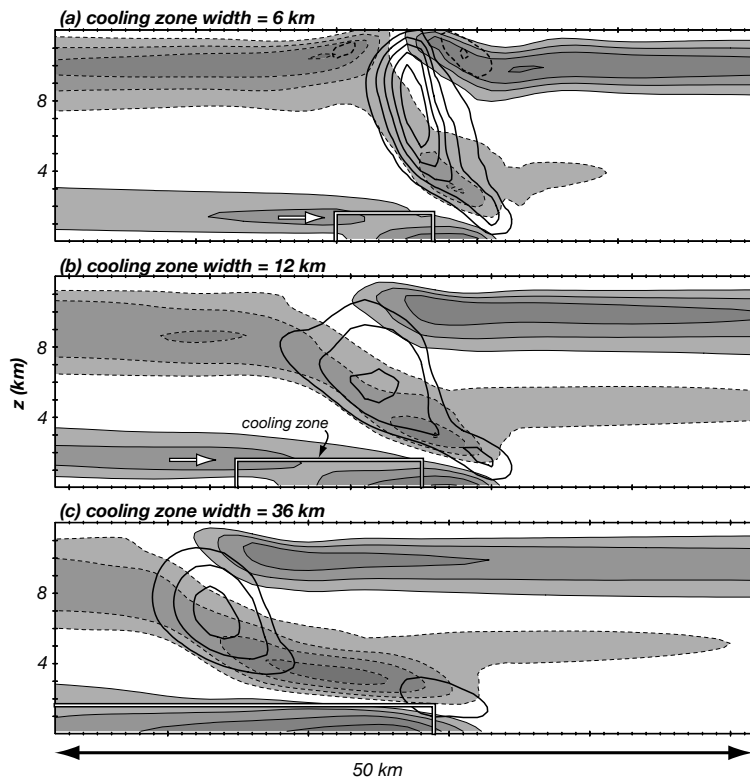 (a) cooling zone width = 6 km
8
4
(b) cooling zone width = 12 km
8
z (km)
4
cooling zone
(c) cooling zone width = 36 km
8
4
50 km